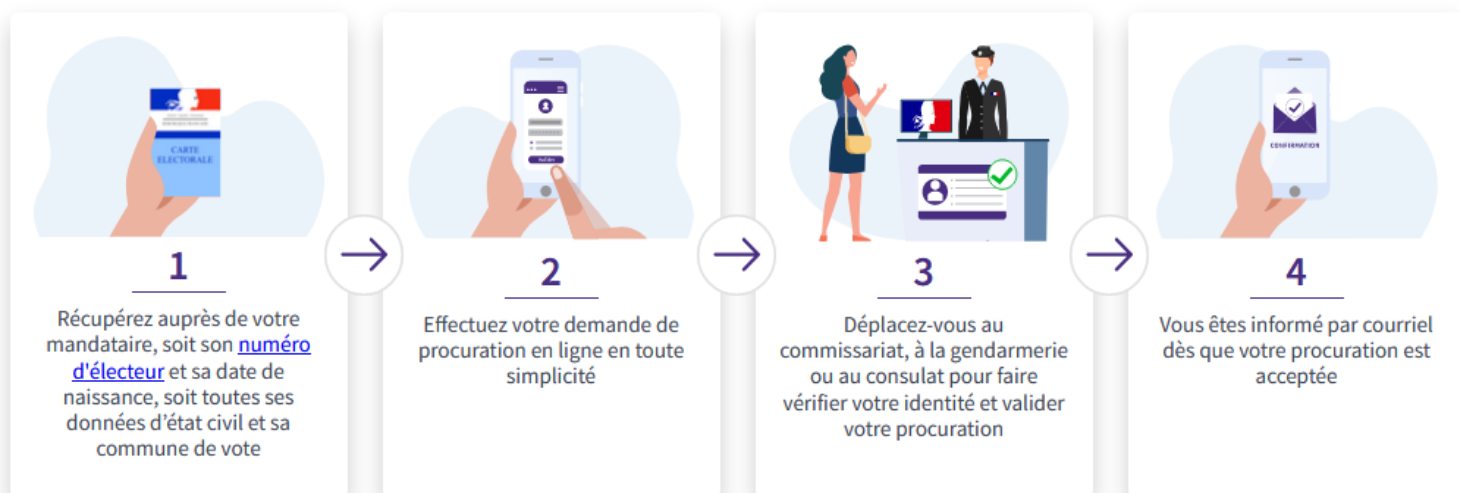 CARTE
ELECTORALE
1
Récupérez auprès de votre
mandataire, soit son numéro
d'électeur et sa date de
naissance, soit toutes ses
données d’état civil et sa
commune de vote
2
Effectuez votre demande de
procuration en ligne en toute
simplicité
3
Déplacez-vous au
commissariat, à la gendarmerie
ou au consulat pour faire
vérifier votre identité et valider
votre procuration
CONFIRMATION
4
Vous êtes informé par courriel
dès que votre procuration est
acceptée